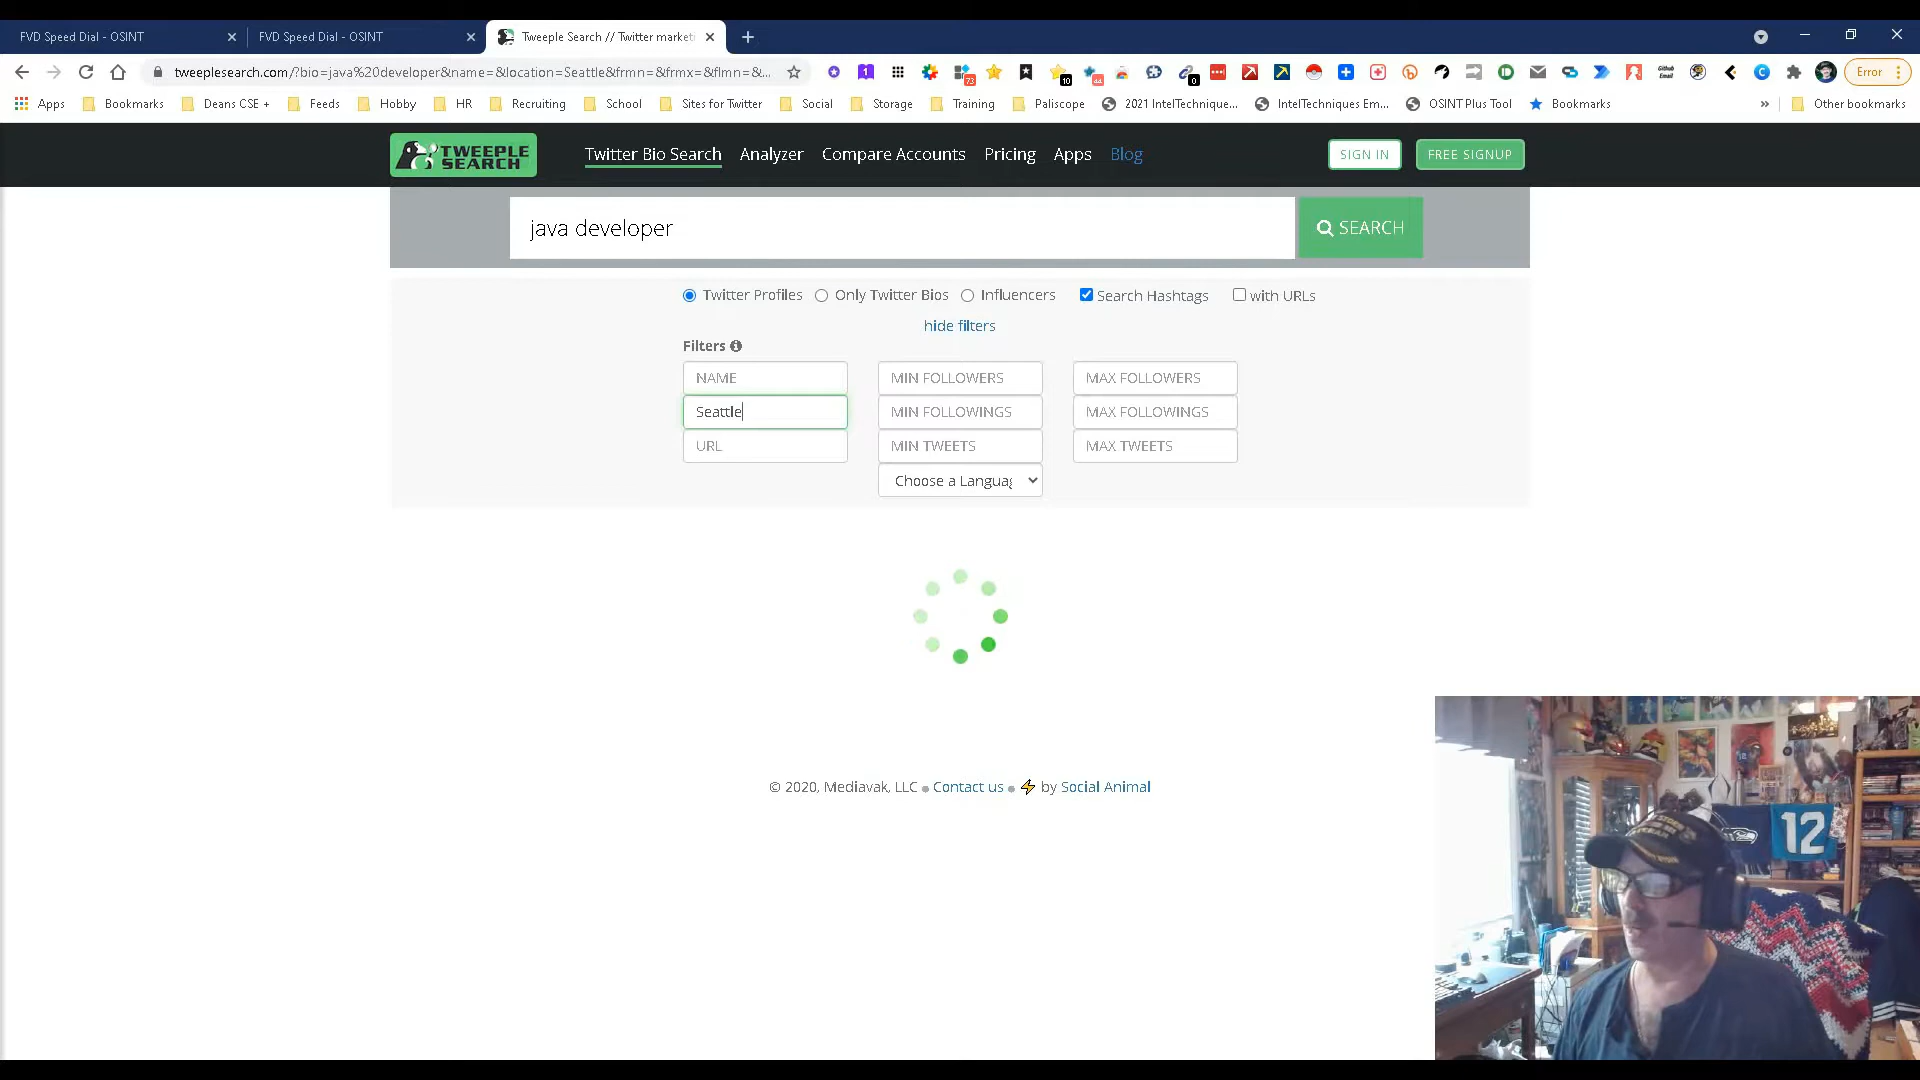 FVD Speed Dial - OSINT
FVD Speed Dial - OSINT
Tweeple Search // Twitter marketi
tweeplesearch.com/?bio=java%20developer&name=&location=Seattle&frmn=&frmx=&flmn=&...
10
0
Github
Email
Error
Apps
Bookmarks
Deans CSE +
Feeds
Hobby
HR
Recruiting
School
Sites for Twitter
Social
Storage
Training
Paliscope
2021 IntelTechnique...
IntelTechniques Em...
OSINT Plus Tool
Bookmarks
»
Other bookmarks
TWEEPLE
SEARCH
Twitter Bio Search
Analyzer
Compare Accounts
Pricing
Apps
Blog
SIGN IN
FREE SIGNUP
java developer
SEARCH
Twitter Profiles
Only Twitter Bios
Influencers
Search Hashtags
with URLs
hide filters
Filters
NAME
MIN FOLLOWERS
MAX FOLLOWERS
Seattle
MIN FOLLOWINGS
MAX FOLLOWINGS
URL
MIN TWEETS
MAX TWEETS
Choose a Languag
© 2020, Mediavak, LLC ● Contact us ● ⚡ by Social Animal
12